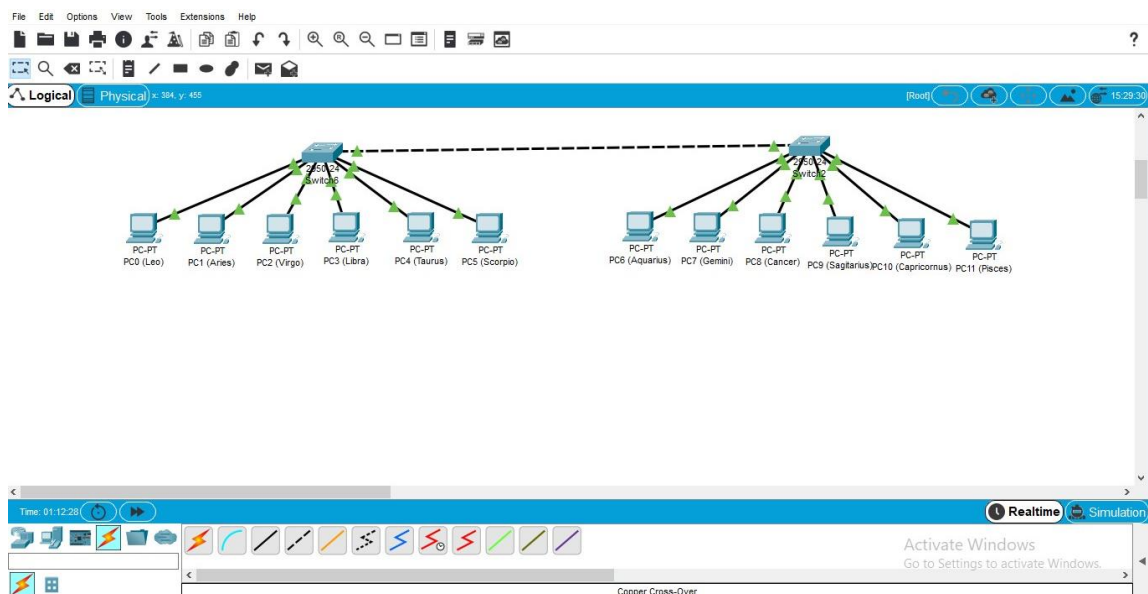 File Edit Options View Tools Extensions Help
?
Logical Physical x: 384, y: 455 [Root] 15:29:30
2950-24 2950-24
Switch6 Switch2
PC-PT PC-PT PC-PT PC-PT PC-PT PC-PT PC-PT PC-PT PC-PT PC-PT PC-PT PC-PT
PC0 (Leo) PC1 (Aries) PC2 (Virgo) PC3 (Libra) PC4 (Taurus) PC5 (Scorpio) PC6 (Aquarius) PC7 (Gemini) PC8 (Cancer) PC9 (Sagitarius) PC10 (Capricornus) PC11 (Pisces)
Time: 01:12:28 Realtime Simulation
Activate Windows
Go to Settings to activate Windows.
Copper Cross-Over